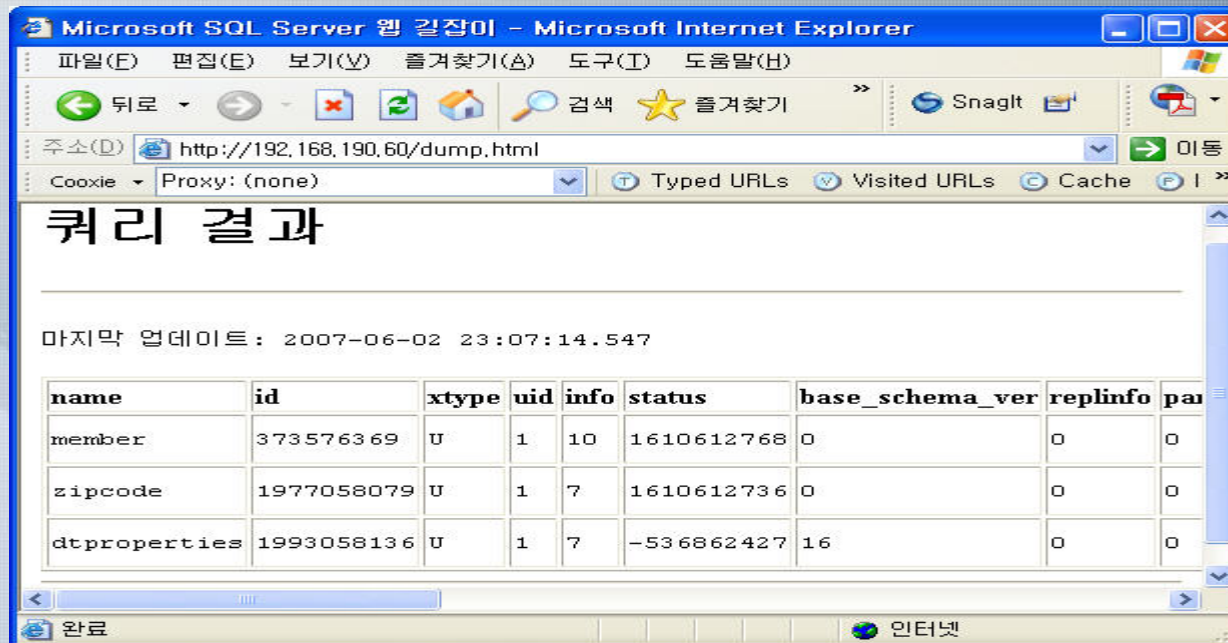 Microsoft SQL Server 웹 길잡이 - Microsoft Internet Explorer
파일(F) 편집(E) 보기(V) 즐겨찾기(A) 도구(T) 도움말(H)
뒤로 검색 즐겨찾기 » SnagIt
주소(D) http://192.168.190.60/dump.html 이동
Cooxie Proxy: (none) Typed URLs Visited URLs Cache »
쿼리 결과
마지막 업데이트: 2007-06-02 23:07:14.547
name id xtype uid info status base_schema_ver replinfo
member 373576369 U 1 10 1610612768 0 0 0
zipcode 1977058079 U 1 7 1610612736 0 0 0
dtproperties 1993058136 U 1 7 -536862427 16 0 0
완료 인터넷